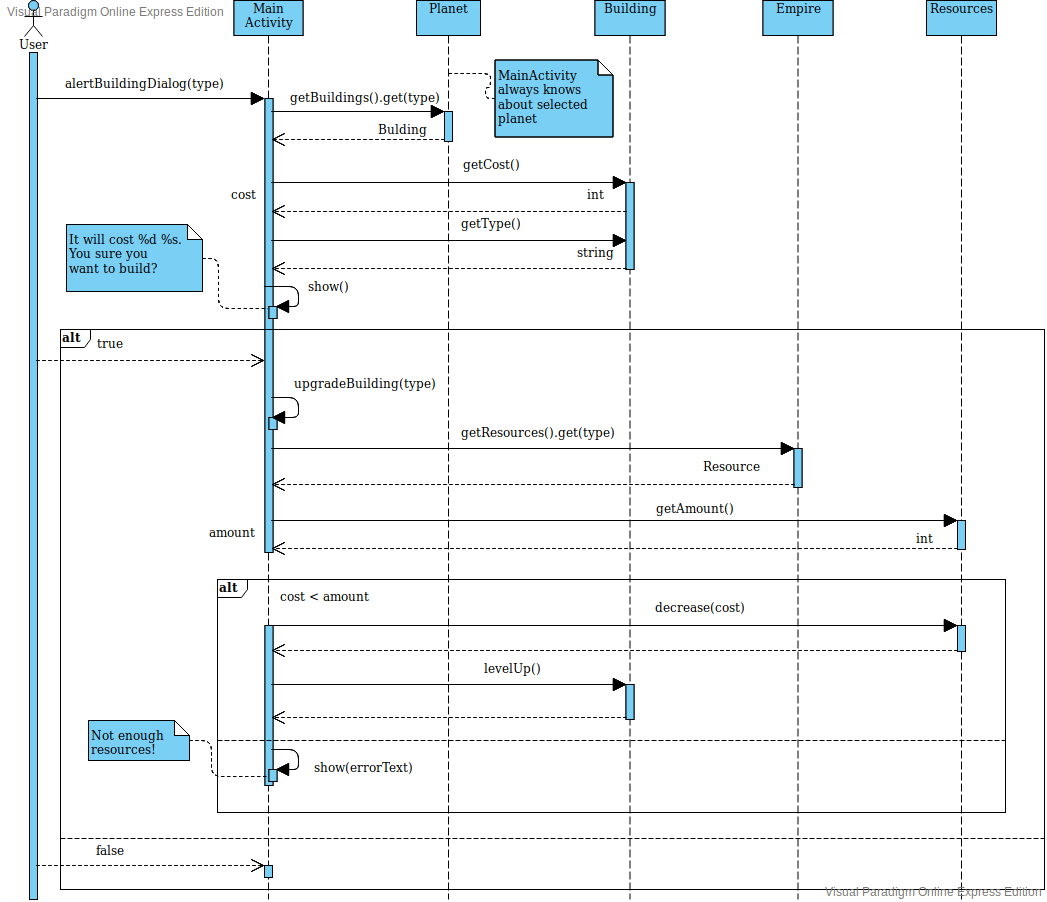 Visual Paradigm Online Express Edition
User
Main
Activity
Planet
Building
Empire
Resources
MainActivity
always knows
about selected
planet
alertBuildingDialog(type)
getBuildings().get(type)
Bulding
getCost()
cost
int
getType()
It will cost %d %s.
You sure you
want to build?
string
show()
alt
true
upgradeBuilding(type)
getResources().get(type)
Resource
getAmount()
amount
int
alt
cost < amount
decrease(cost)
levelUp()
Not enough
resources!
show(errorText)
false
Visual Paradigm Online Express Edition